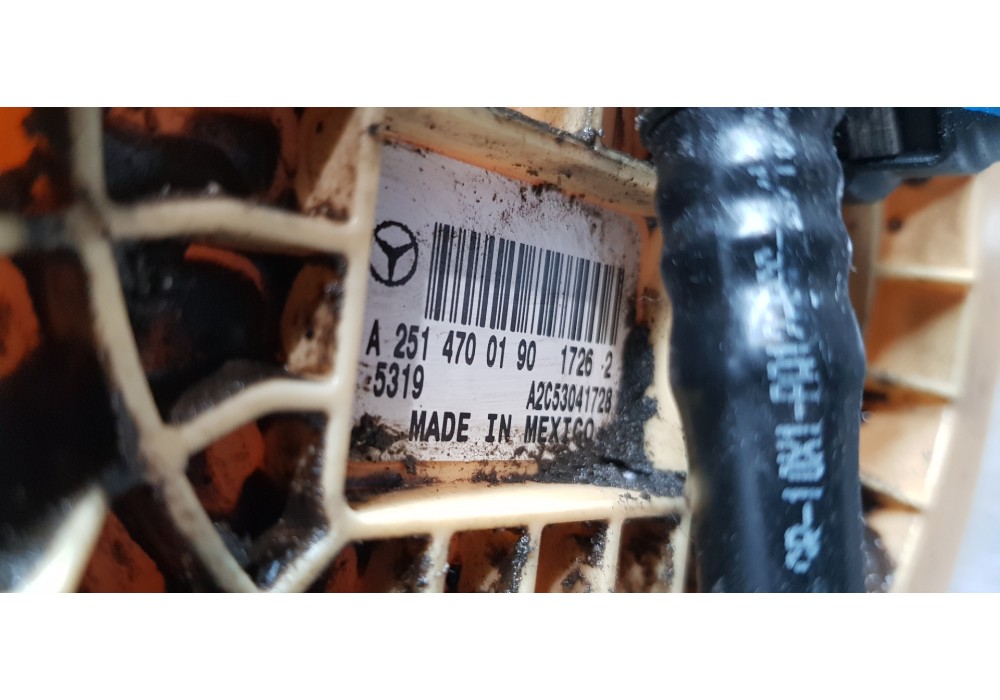 A 251 470 01 90 1726 2
5319 A2C53041728
MADE IN MEXICO